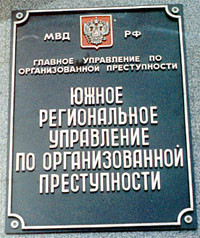 МВД РФ
ГЛАВНОЕ УПРАВЛЕНИЕ ПО
ОРГАНИЗОВАННОЙ ПРЕСТУПНОСТИ
ЮЖНОЕ
РЕГИОНАЛЬНОЕ
УПРАВЛЕНИЕ
ПО ОРГАНИЗОВАННОЙ
ПРЕСТУПНОСТИ